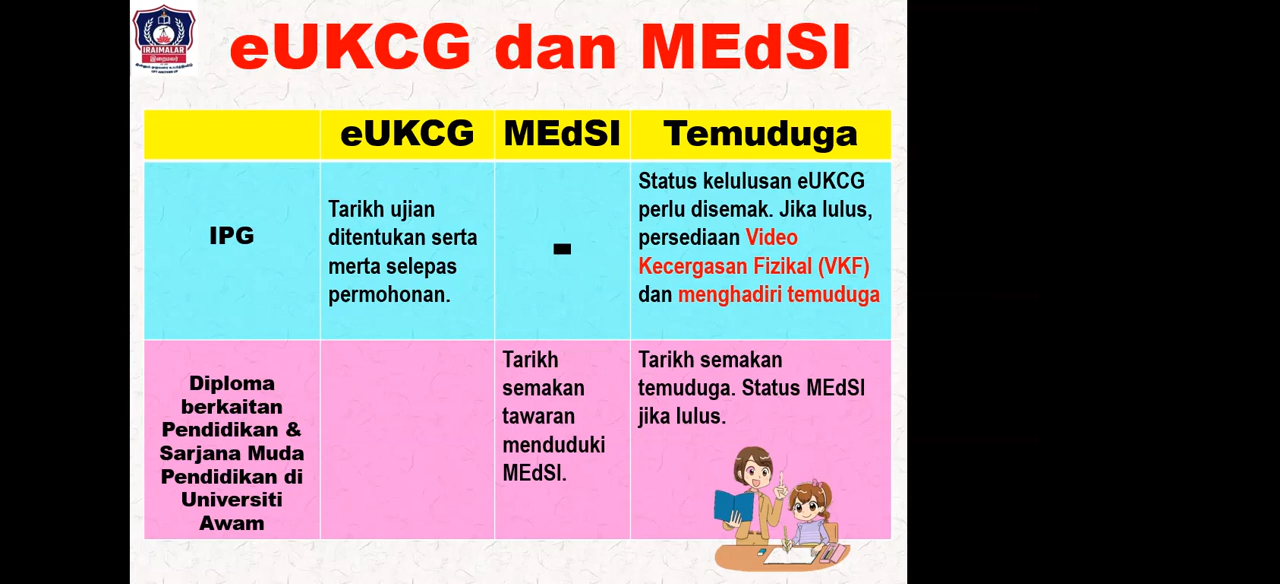 IRAIMALAR
இறைமலர்
eUKCG dan MEdSI
eUKCG
MEdSI
Temuduga
IPG
Tarikh ujian
ditentukan serta
merta selepas
permohonan.
-
Status kelulusan eUKCG
perlu disemak. Jika lulus,
persediaan Video
Kecergasan Fizikal (VKF)
dan menghadiri temuduga
Diploma
berkaitan
Pendidikan &
Sarjana Muda
Pendidikan di
Universiti
Awam
Tarikh
semakan
tawaran
menduduki
MEdSI.
Tarikh semakan
temuduga. Status MEdSI
jika lulus.